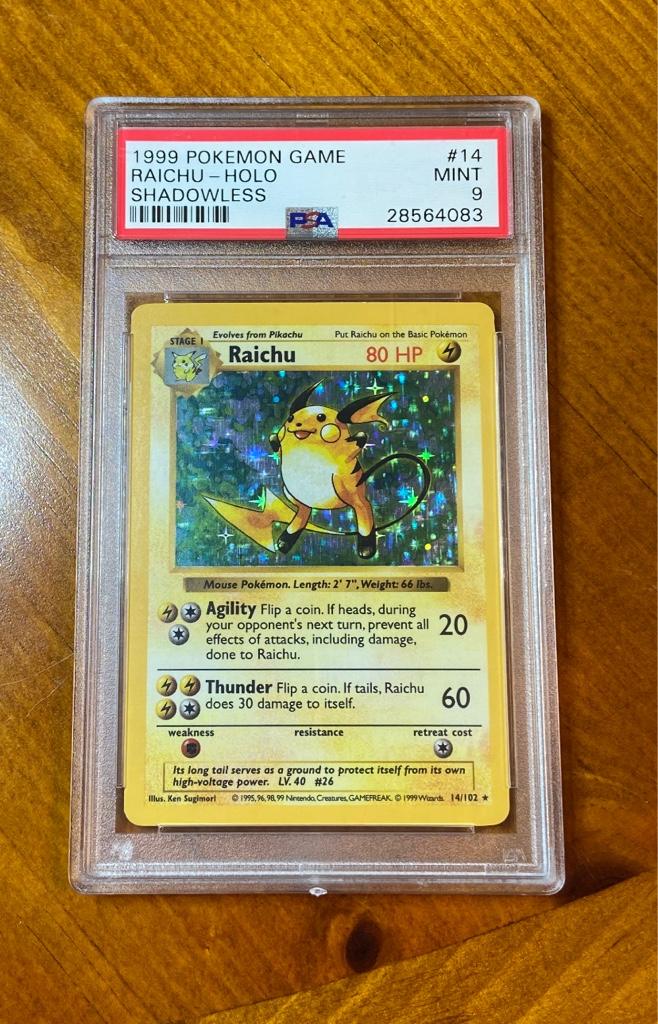 1999 POKEMON GAME #14
RAICHU - HOLO MINT
SHADOWLESS 9
PSA 28564083
Evolves from Pikachu Put Raichu on the Basic Pokémon
STAGE 1
Raichu 80 HP
Mouse Pokémon. Length: 2' 7", Weight: 66 lbs.
Agility Flip a coin. If heads, during
your opponent's next turn, prevent all
effects of attacks, including damage,
done to Raichu.
20
Thunder Flip a coin. If tails, Raichu
does 30 damage to itself.
60
weakness resistance retreat cost
Its long tail serves as a ground to protect itself from its own
high-voltage power. LV. 40 #26
Illus. Ken Sugimori © 1995, 96, 98, 99 Nintendo, Creatures, GAMEFREAK. © 1999 Wizards. 14/102 ★